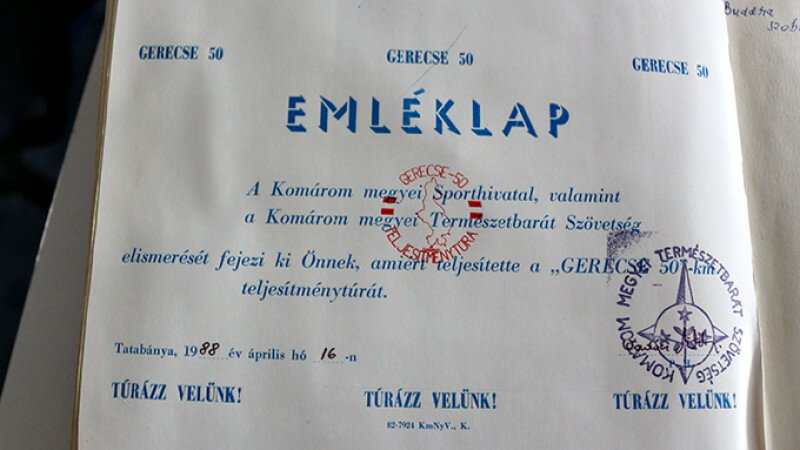 Buddha
szob
GERECSE 50 GERECSE 50 GERECSE 50
EMLÉKLAP
A Komárom megyei Sporthivatal, valamint
a Komárom megyei Természetbarát Szövetség
elismerését fejezi ki Önnek, amiért teljesítette a „GERECSE 50”-km
teljesítménytúrát.
GERECSE-50
TELJESÍTMÉNYTÚRA
KOMÁROM MEGYEI TERMÉSZETBARÁT SZÖVETSÉG
Tatabánya, 1988 év április hó 16-n
TÚRÁZZ VELÜNK! TÚRÁZZ VELÜNK! TÚRÁZZ VELÜNK!
82-7924 KmNyV., K.